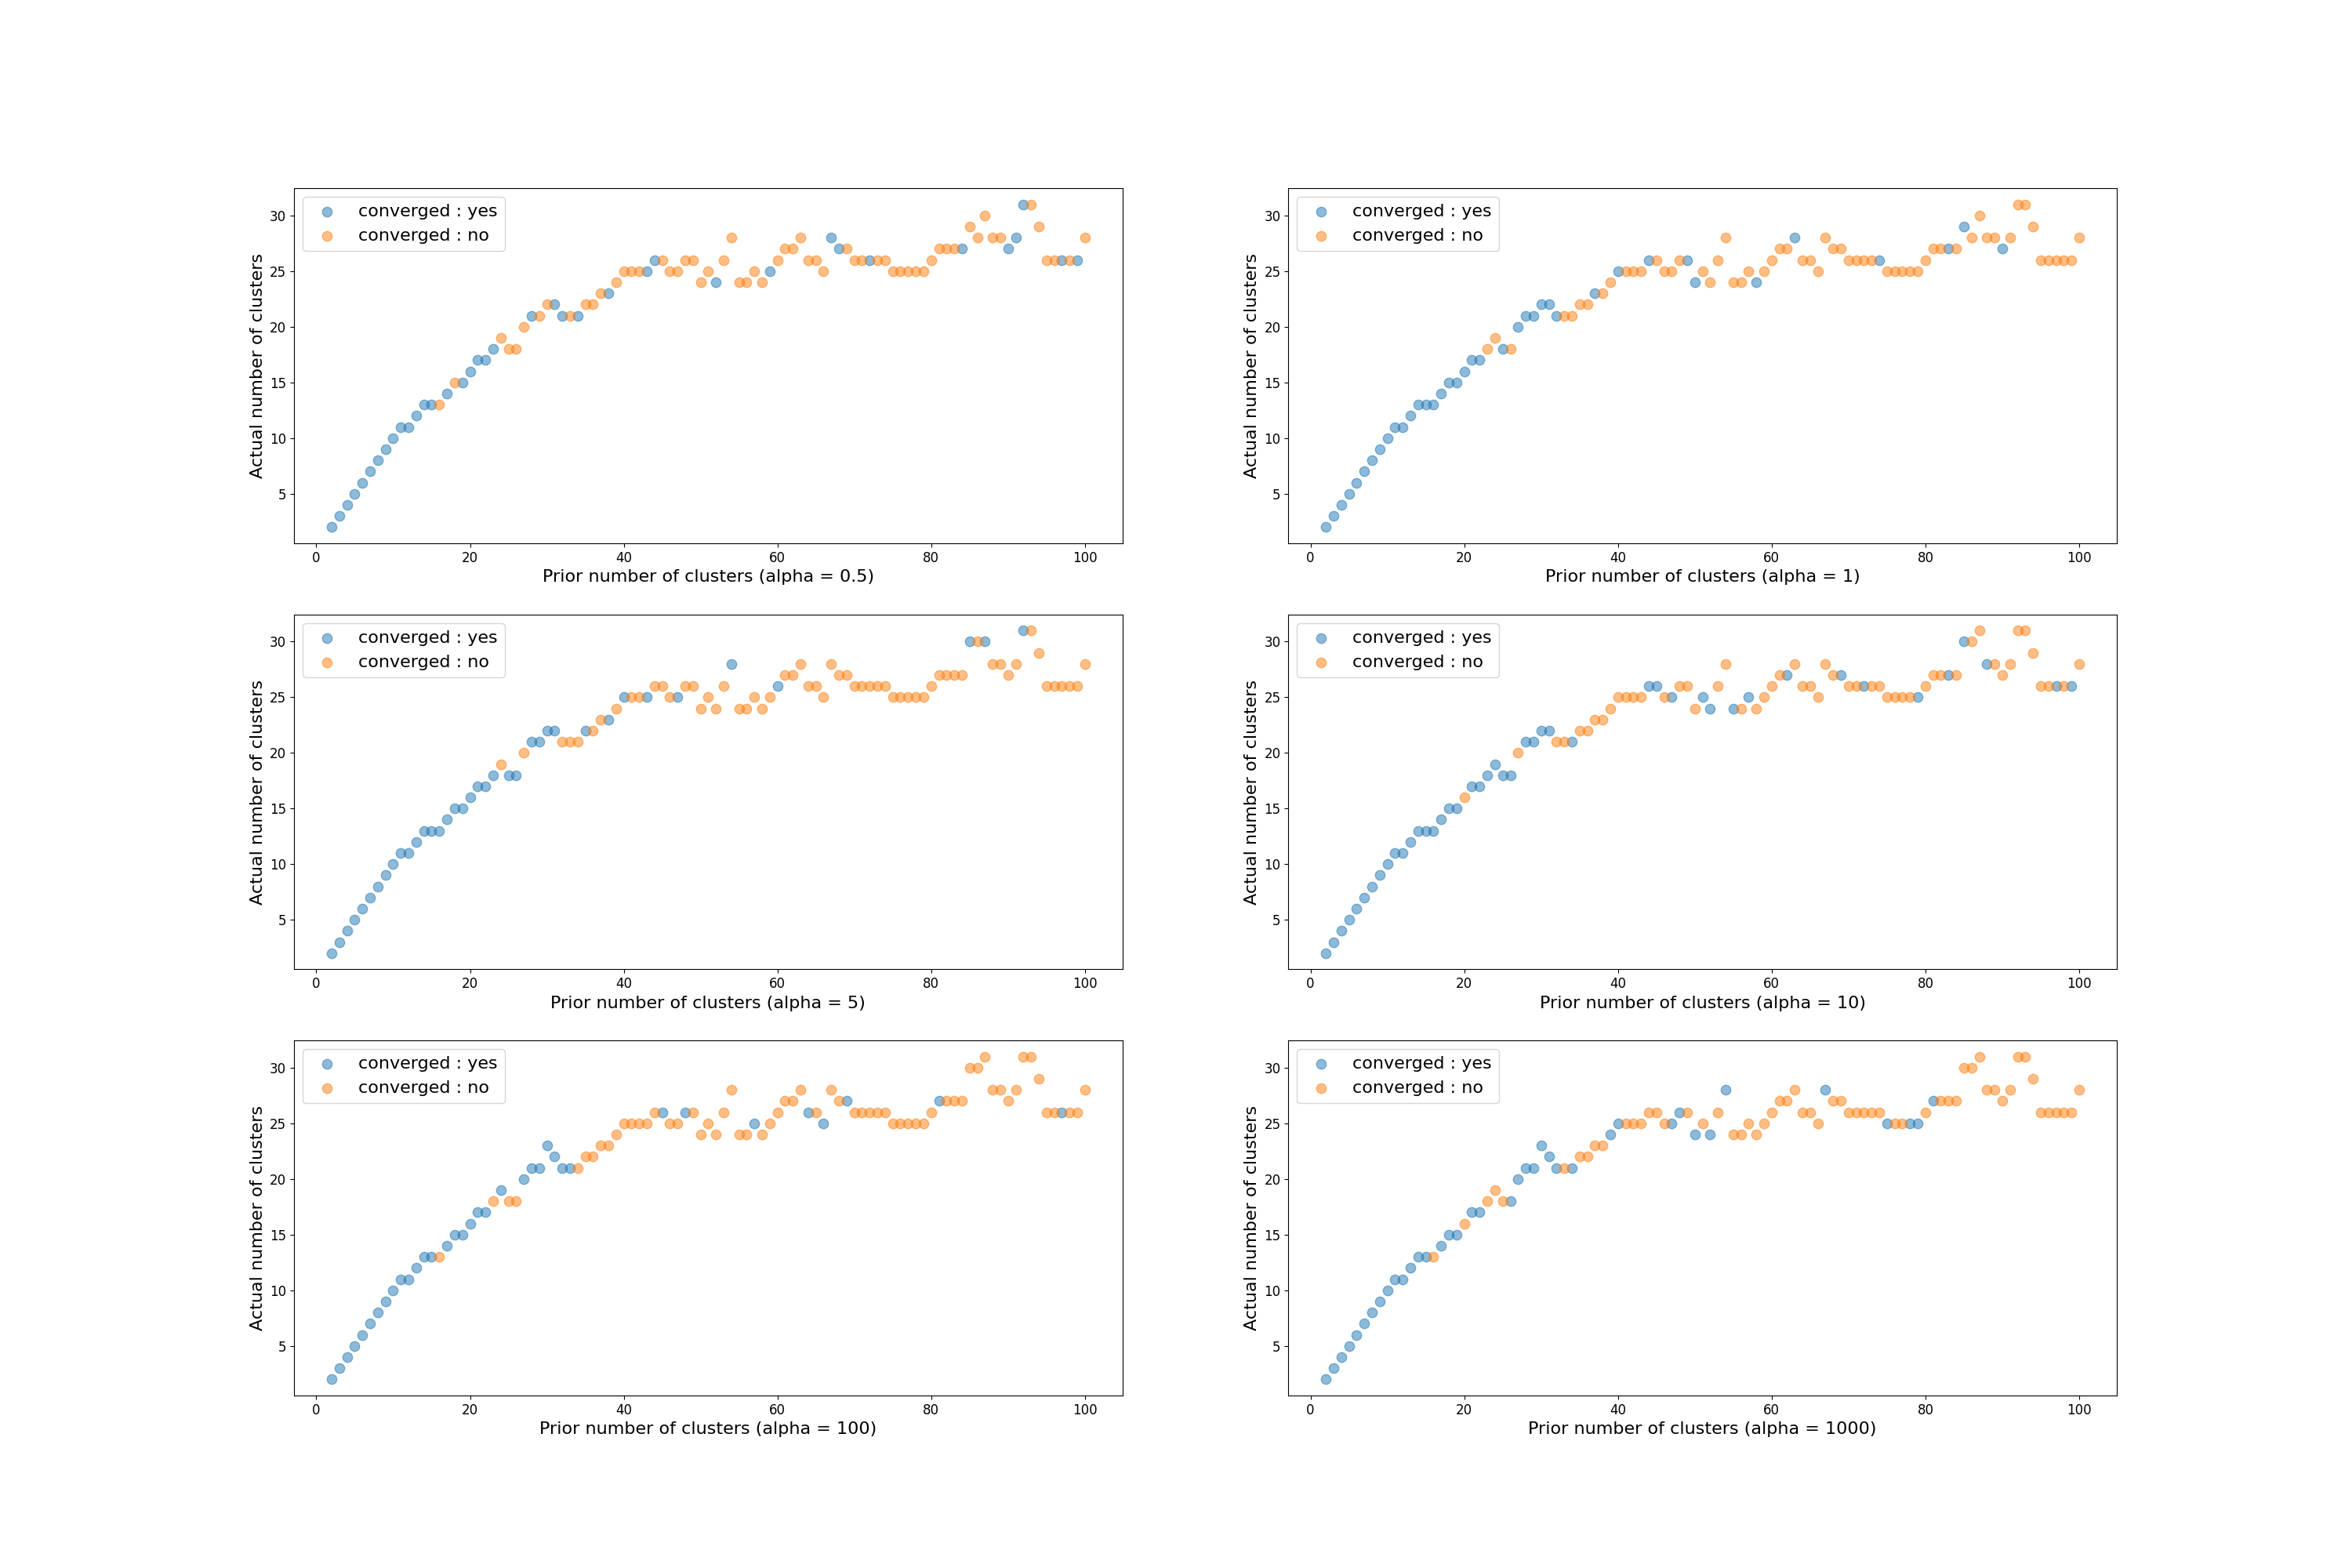 converged : yes
converged : no
30
25
20
15
10
5
Actual number of clusters
0 20 40 60 80 100
Prior number of clusters (alpha = 0.5)
converged : yes
converged : no
30
25
20
15
10
5
Actual number of clusters
0 20 40 60 80 100
Prior number of clusters (alpha = 1)
converged : yes
converged : no
30
25
20
15
10
5
Actual number of clusters
0 20 40 60 80 100
Prior number of clusters (alpha = 5)
converged : yes
converged : no
30
25
20
15
10
5
Actual number of clusters
0 20 40 60 80 100
Prior number of clusters (alpha = 10)
converged : yes
converged : no
30
25
20
15
10
5
Actual number of clusters
0 20 40 60 80 100
Prior number of clusters (alpha = 100)
converged : yes
converged : no
30
25
20
15
10
5
Actual number of clusters
0 20 40 60 80 100
Prior number of clusters (alpha = 1000)